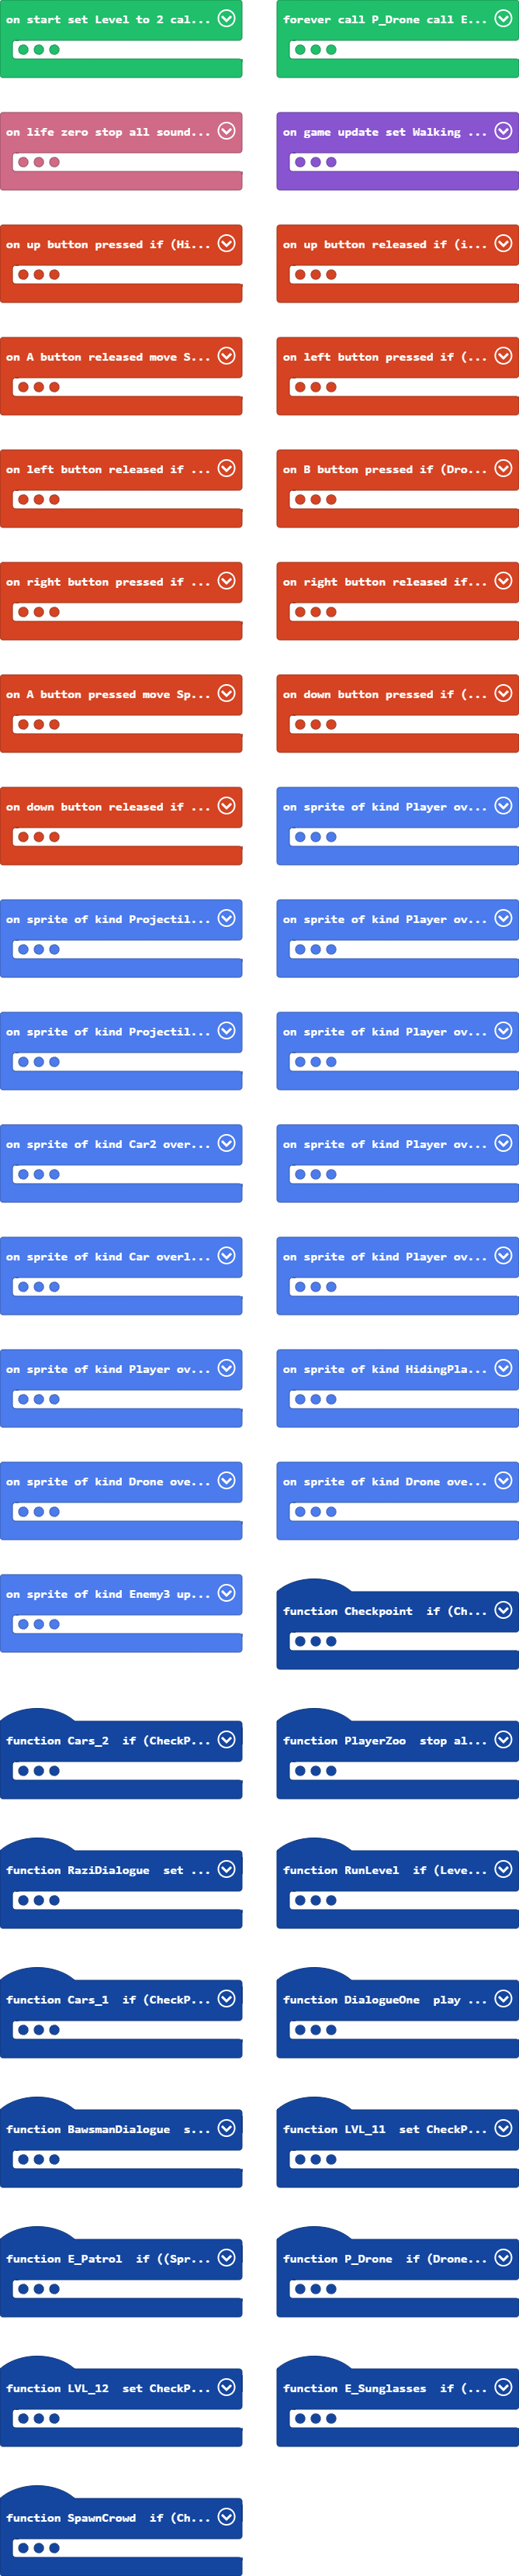 on start set Level to 2 cal...
forever call P_Drone call E...
on life zero stop all sound...
on game update set Walking ...
on up button pressed if (Hi...
on up button released if (i...
on A button released move S...
on left button pressed if (...
on left button released if ...
on B button pressed if (Dro...
on right button pressed if ...
on right button released if...
on A button pressed move Sp...
on down button pressed if (...
on down button released if ...
on sprite of kind Player ov...
on sprite of kind Projectil...
on sprite of kind Player ov...
on sprite of kind Projectil...
on sprite of kind Player ov...
on sprite of kind Car2 over...
on sprite of kind Player ov...
on sprite of kind Car overl...
on sprite of kind Player ov...
on sprite of kind Player ov...
on sprite of kind HidingPla...
on sprite of kind Drone ove...
on sprite of kind Drone ove...
on sprite of kind Enemy3 up...
function Checkpoint if (Ch...
function Cars_2 if (CheckP...
function PlayerZoo stop al...
function RaziDialogue set ...
function RunLevel if (Leve...
function Cars_1 if (CheckP...
function DialogueOne play ...
function BawsmanDialogue s...
function LVL_11 set CheckP...
function E_Patrol if ((Spr...
function P_Drone if (Drone...
function LVL_12 set CheckP...
function E_Sunglasses if (...
function SpawnCrowd if (Ch...